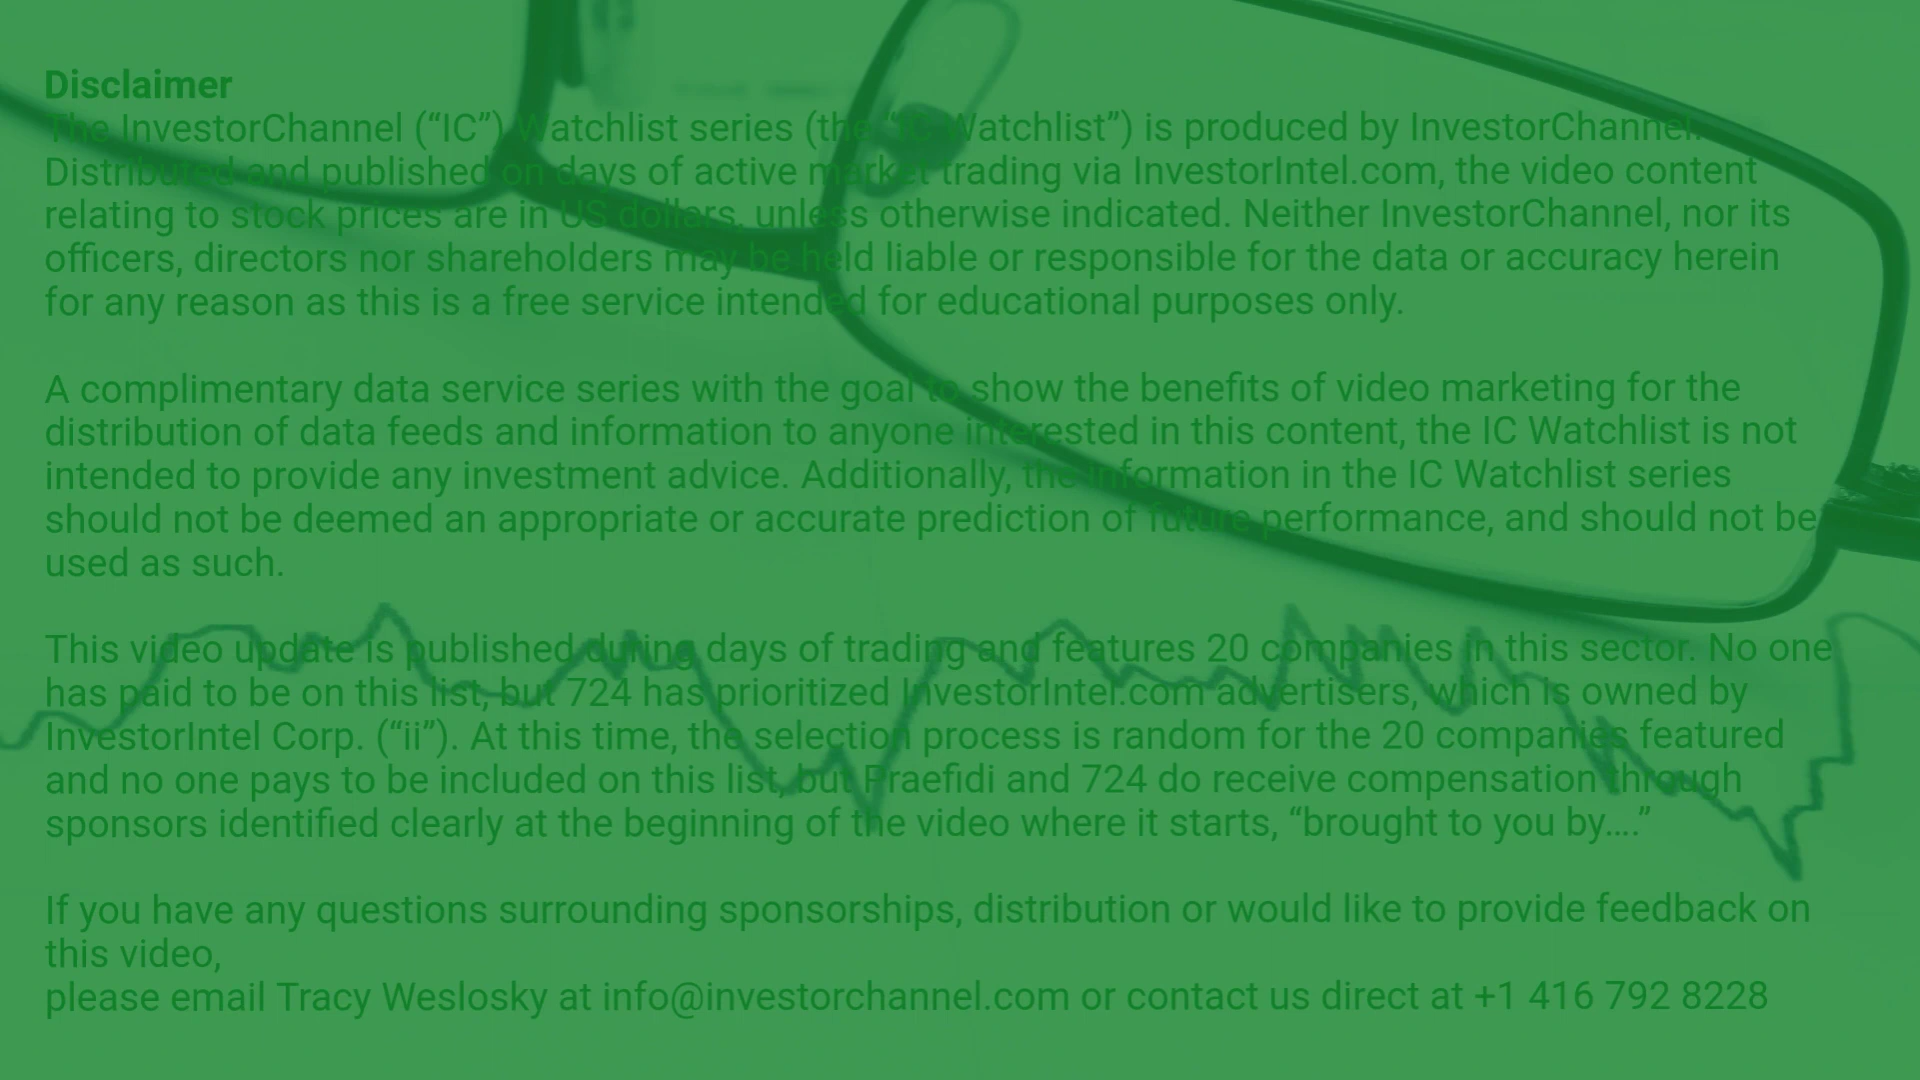 Disclaimer
The InvestorChannel (“IC”) Watchlist series (the “IC Watchlist”) is produced by InvestorChannel.
Distributed and published on days of active market trading via InvestorIntel.com, the video content
relating to stock prices are in US dollars, unless otherwise indicated. Neither InvestorChannel, nor its
officers, directors nor shareholders may be held liable or responsible for the data or accuracy herein
for any reason as this is a free service intended for educational purposes only.
A complimentary data service series with the goal to show the benefits of video marketing for the
distribution of data feeds and information to anyone interested in this content, the IC Watchlist is not
intended to provide any investment advice. Additionally, the information in the IC Watchlist series
should not be deemed an appropriate or accurate prediction of future performance, and should not be
used as such.
This video update is published during days of trading and features 20 companies in this sector. No one
has paid to be on this list, but 724 has prioritized InvestorIntel.com advertisers, which is owned by
InvestorIntel Corp. (“ii”). At this time, the selection process is random for the 20 companies featured
and no one pays to be included on this list, but Praefidi and 724 do receive compensation through
sponsors identified clearly at the beginning of the video where it starts, “brought to you by….”
If you have any questions surrounding sponsorships, distribution or would like to provide feedback on
this video,
please email Tracy Weslosky at info@investorchannel.com or contact us direct at +1 416 792 8228